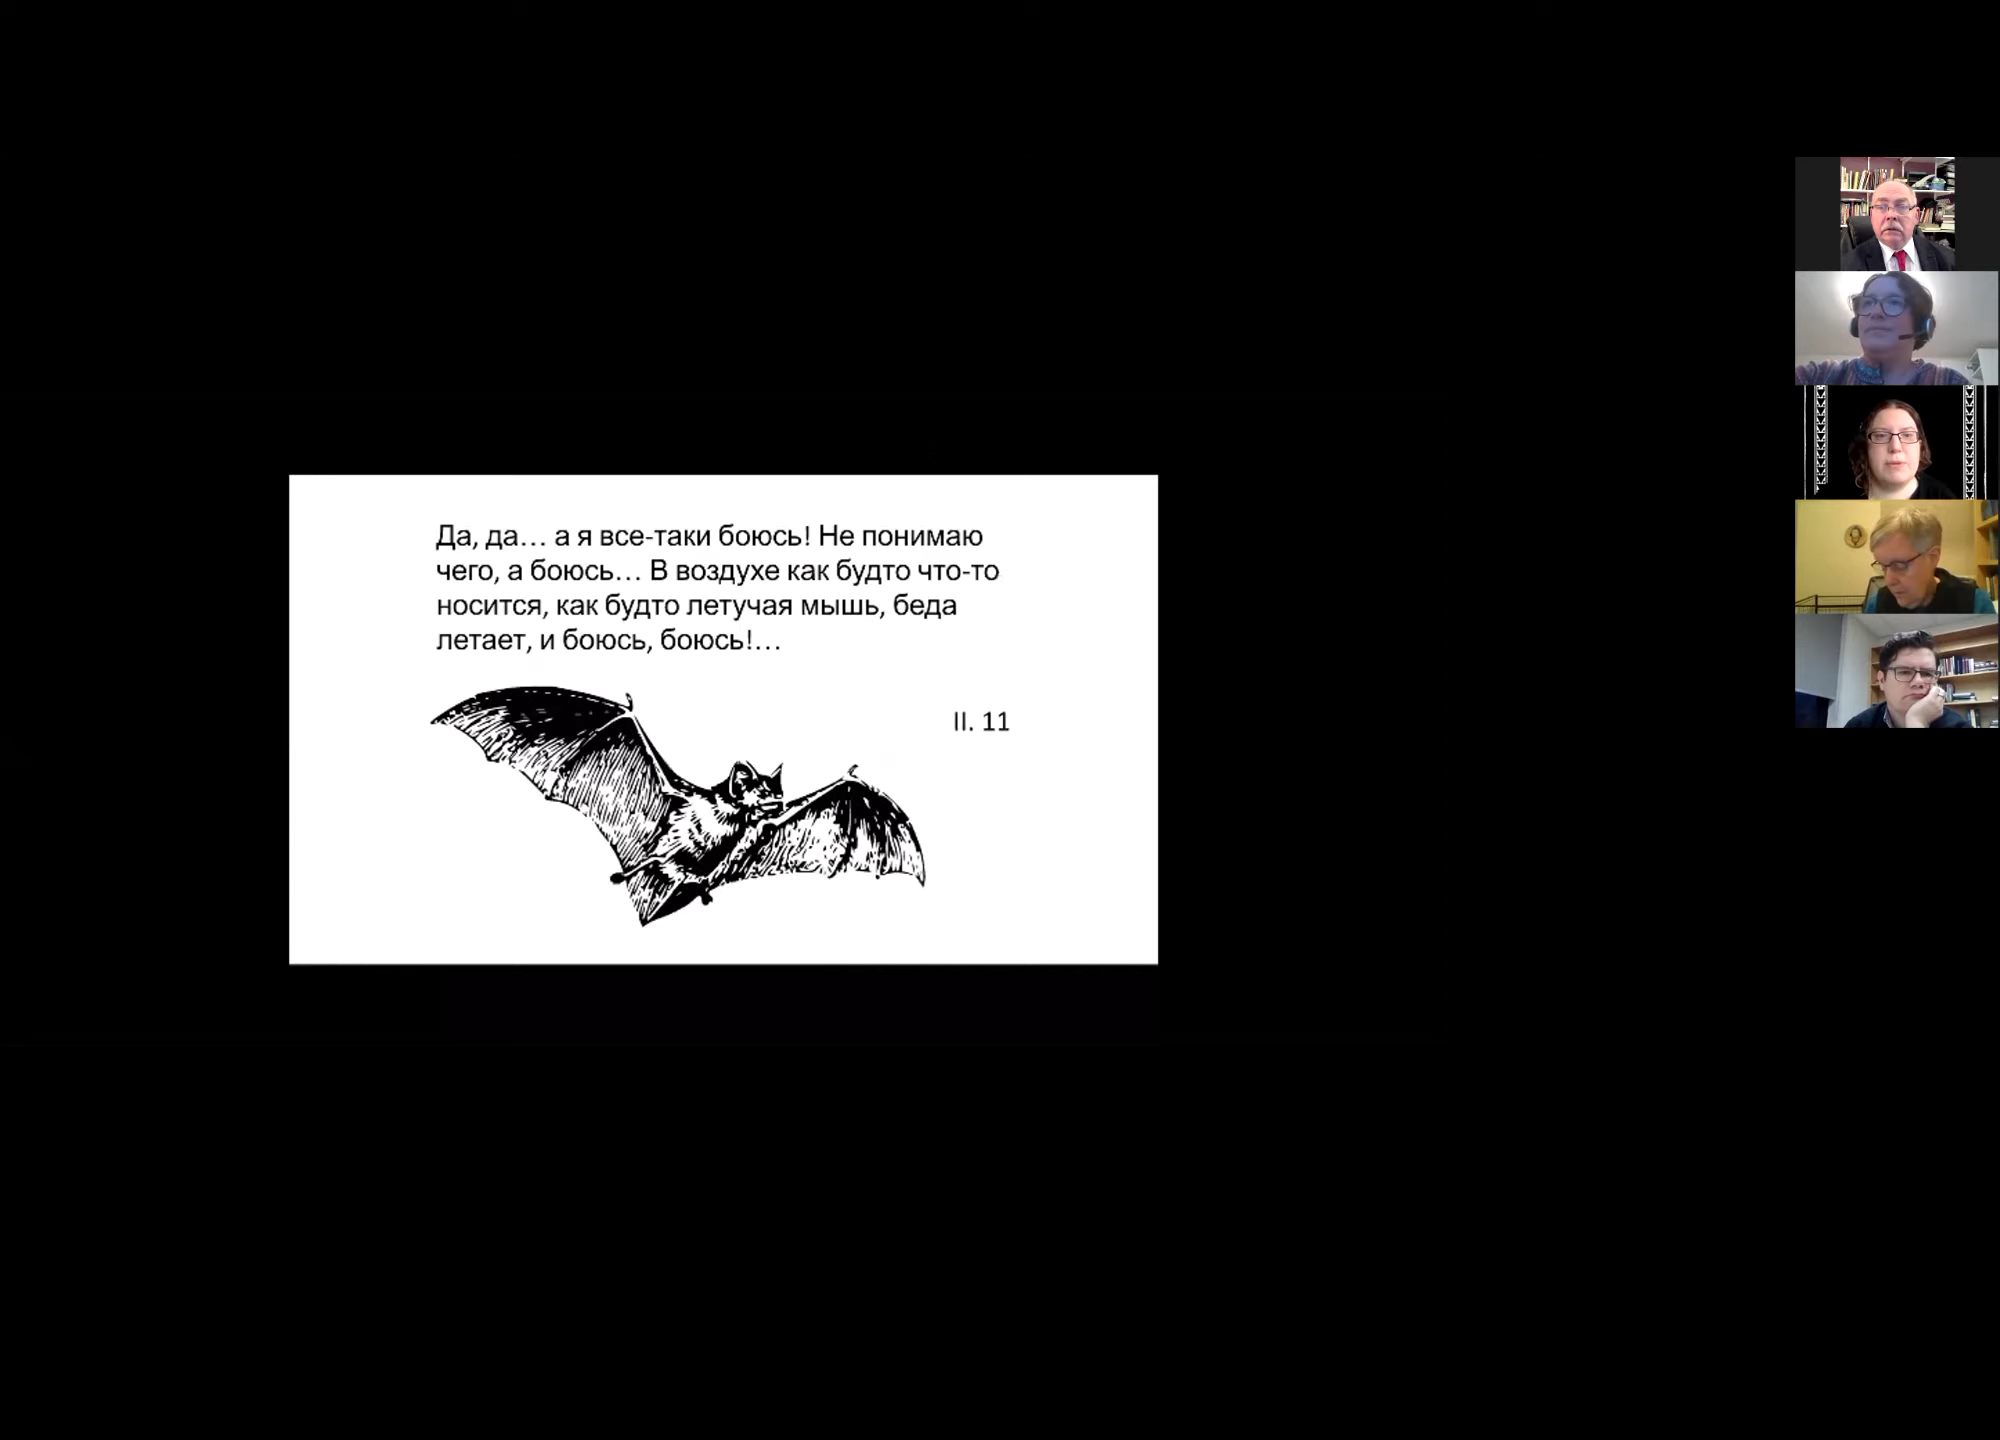 Да, да... а я все-таки боюсь! Не понимаю
чего, а боюсь... В воздухе как будто что-то
носится, как будто летучая мышь, беда
летает, и боюсь, боюсь!...
II. 11